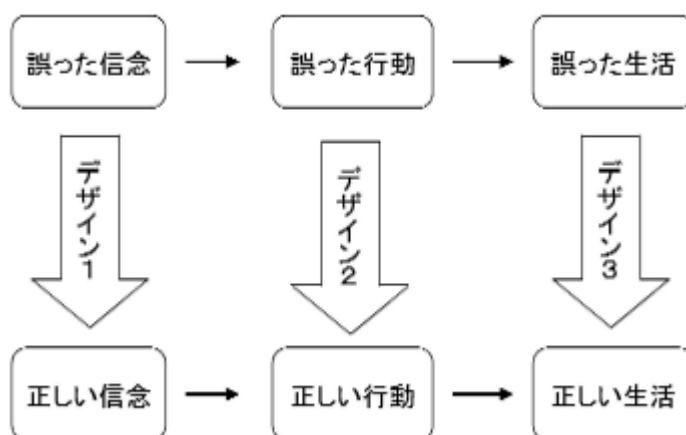 誤った信念
誤った行動
誤った生活
デザイン1
デザイン2
デザイン3
正しい信念
正しい行動
正しい生活